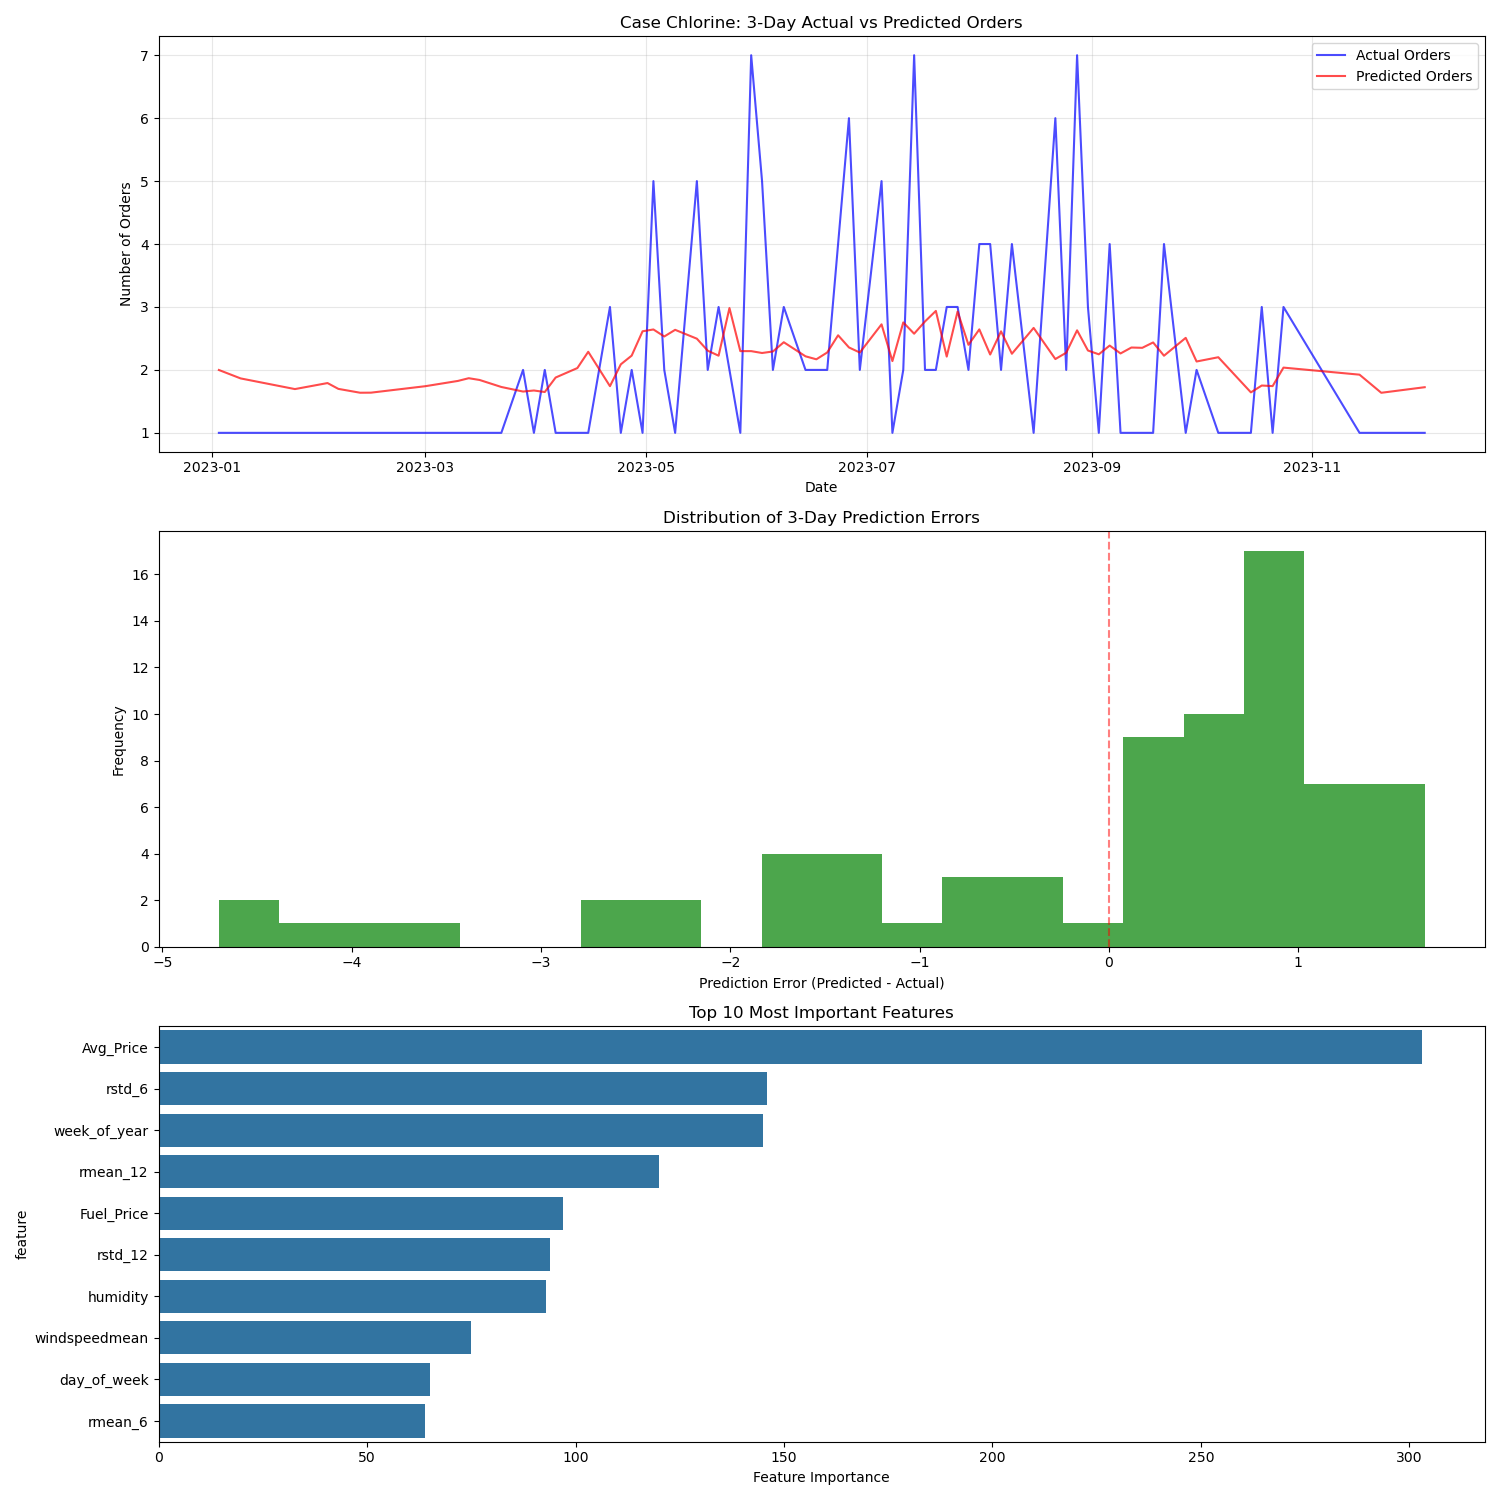 Case Chlorine: 3-Day Actual vs Predicted Orders
Number of Orders
7
6
5
4
3
2
1
Actual Orders
Predicted Orders
2023-01 2023-03 2023-05 2023-07 2023-09 2023-11
Date
Distribution of 3-Day Prediction Errors
Frequency
16
14
12
10
8
6
4
2
0
−5 −4 −3 −2 −1 0 1
Prediction Error (Predicted - Actual)
Top 10 Most Important Features
feature
Avg_Price
rstd_6
week_of_year
rmean_12
Fuel_Price
rstd_12
humidity
windspeedmean
day_of_week
rmean_6
0 50 100 150 200 250 300
Feature Importance